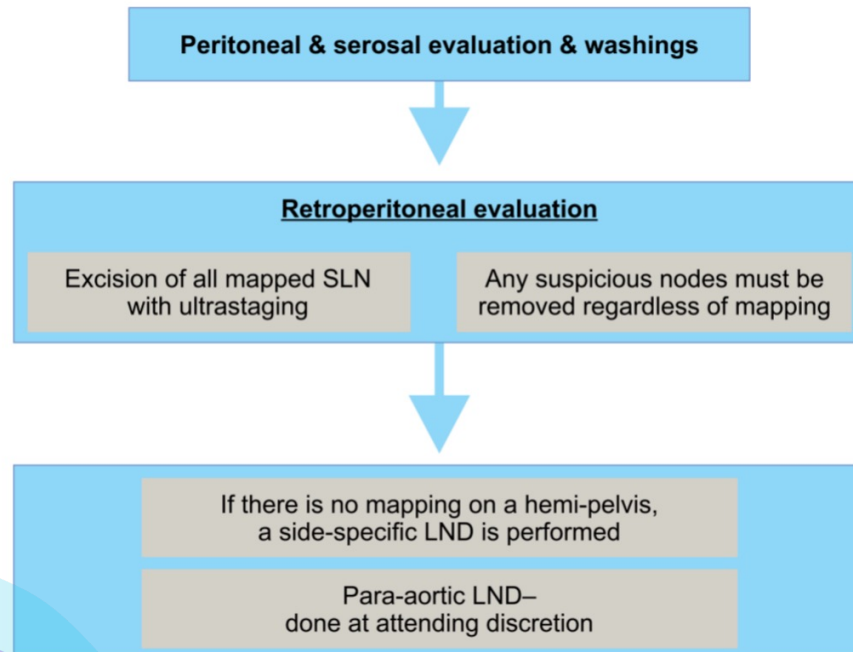 Peritoneal & serosal evaluation & washings
Retroperitoneal evaluation
Excision of all mapped SLN
with ultrastaging
Any suspicious nodes must be
removed regardless of mapping
If there is no mapping on a hemi-pelvis,
a side-specific LND is performed
Para-aortic LND–
done at attending discretion